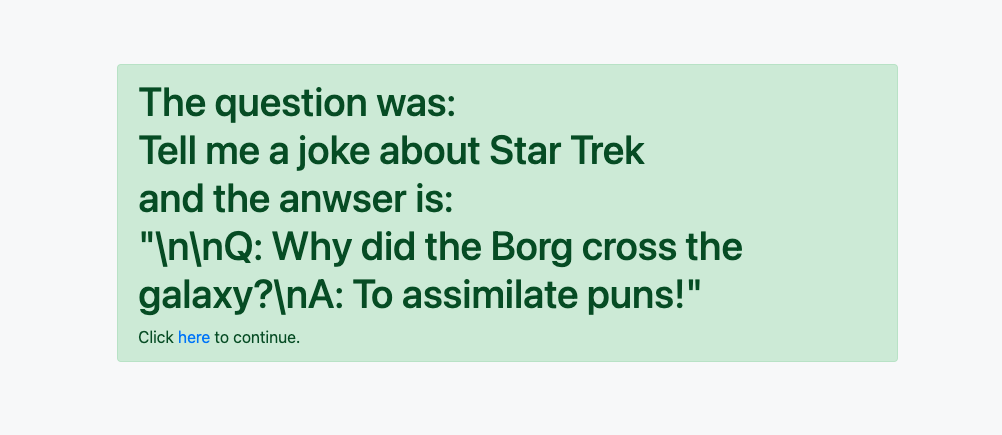 The question was:
Tell me a joke about Star Trek
and the anwser is:
"\n\nQ: Why did the Borg cross the
galaxy?\nA: To assimilate puns!"
Click here to continue.